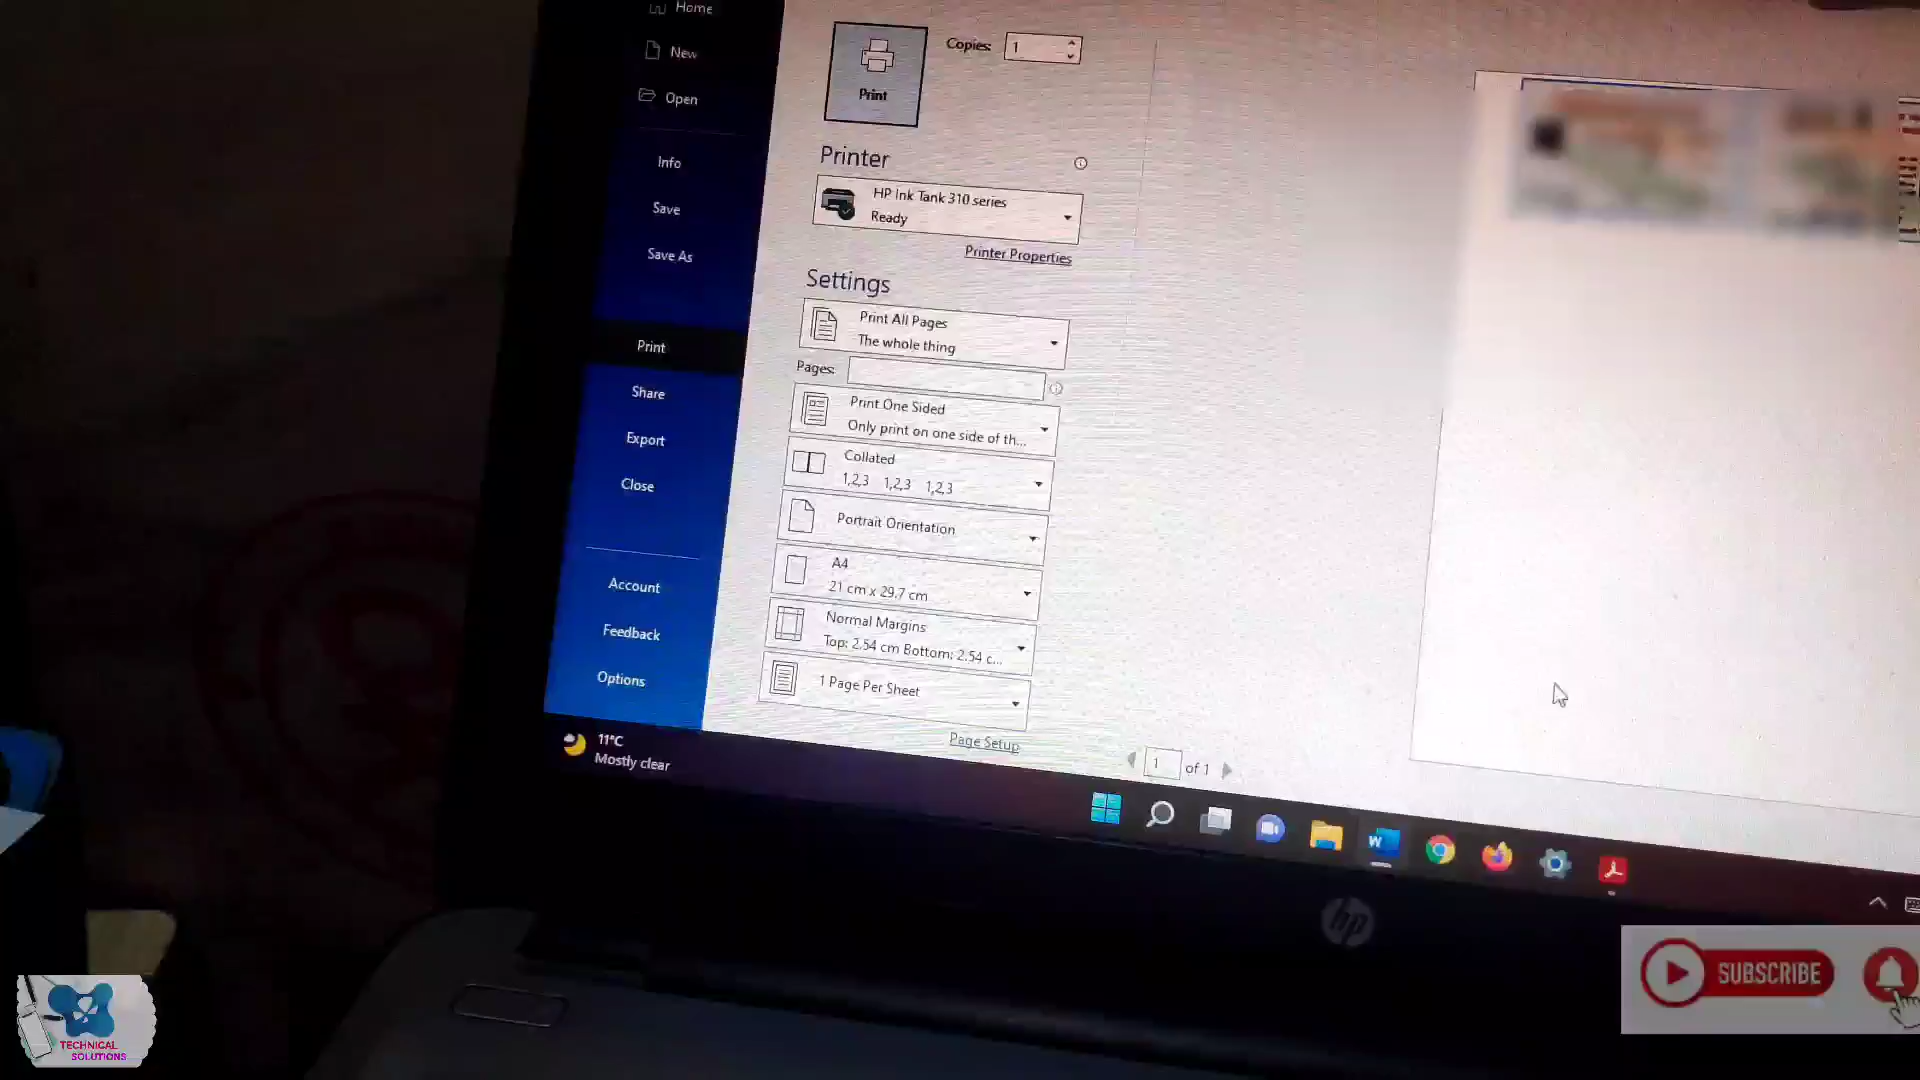 Home
New
Open
Info
Save
Save As
Print
Share
Export
Close
Account
Feedback
Options
Print
Copies: 1
Printer
HP Ink Tank 310 series
Ready
Printer Properties
Settings
Print All Pages
The whole thing
Pages:
Print One Sided
Only print on one side of th...
Collated
1,2,3 1,2,3 1,2,3
Portrait Orientation
A4
21 cm x 29.7 cm
Normal Margins
Top: 2.54 cm Bottom: 2.54 c...
1 Page Per Sheet
Page Setup
1 of 1
11°C
Mostly clear
hp
TECHNICAL
SOLUTIONS
SUBSCRIBE